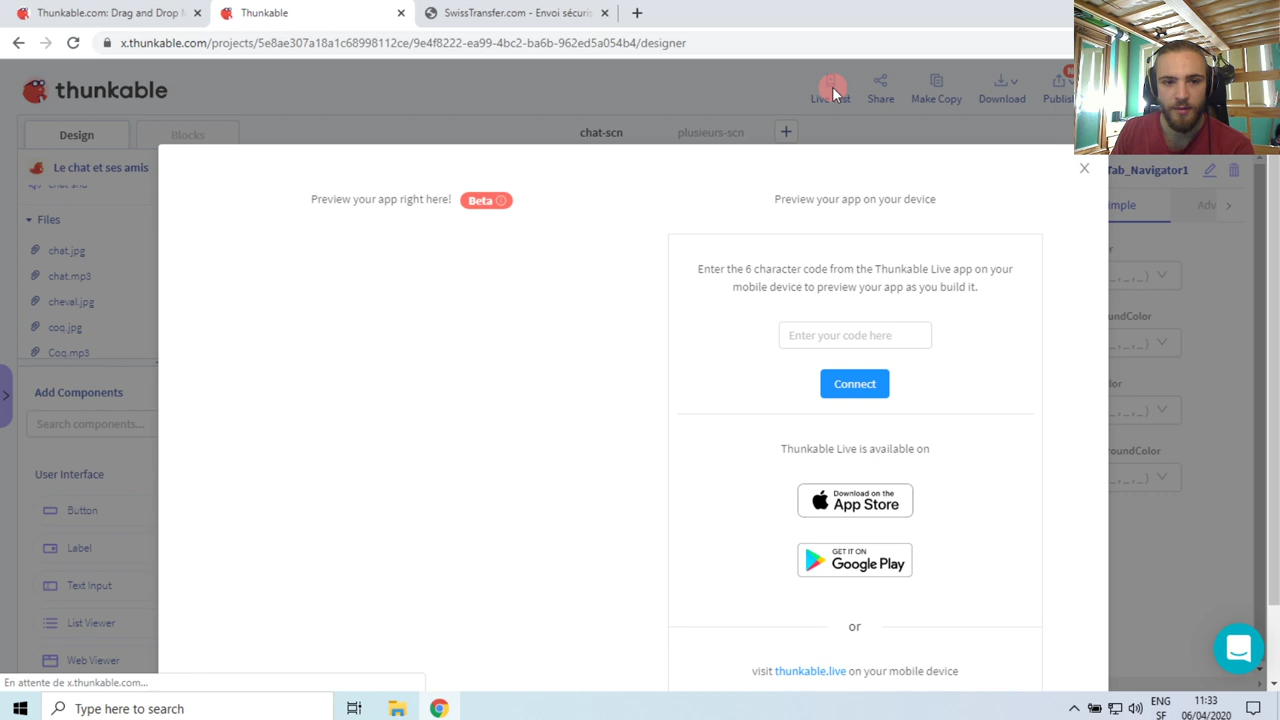 Thunkable.com: Drag and Drop M
Thunkable
SwissTransfer.com - Envoi sécuris
x.thunkable.com/projects/5e8ae307a18a1c68998112ce/9e4f8222-ea99-4bc2-ba6b-962ed5a054b4/designer
thunkable
Share
Make Copy
Download
Publish
Design
Blocks
chat-scn
plusieurs-scn
Le chat et ses amis
Tab_Navigator1
Files
chat.jpg
chat.mp3
cheval.jpg
coq.jpg
Coq.mp3
Add Components
Search components...
User Interface
Button
Label
Text Input
List Viewer
Web Viewer
Preview your app right here!
Beta
Preview your app on your device
Enter the 6 character code from the Thunkable Live app on your
mobile device to preview your app as you build it.
Enter your code here
Connect
Thunkable Live is available on
Download on the
App Store
GET IT ON
Google Play
or
visit thunkable.live on your mobile device
En attente de x.thunkable.com...
Type here to search
ENG
SF
11:33
06/04/2020